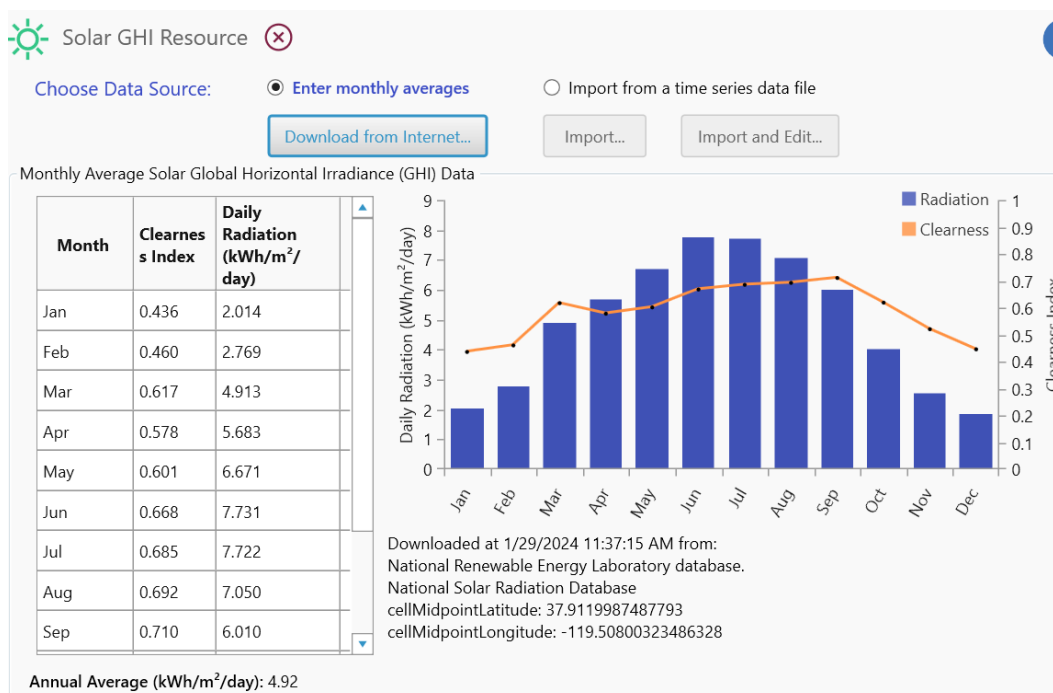 Solar GHI Resource
Choose Data Source:
Enter monthly averages
Import from a time series data file
Download from Internet...
Import...
Import and Edit...
Monthly Average Solar Global Horizontal Irradiance (GHI) Data
Month Clearnes s Index Daily Radiation (kWh/m²/ day)
Jan 0.436 2.014
Feb 0.460 2.769
Mar 0.617 4.913
Apr 0.578 5.683
May 0.601 6.671
Jun 0.668 7.731
Jul 0.685 7.722
Aug 0.692 7.050
Sep 0.710 6.010
Annual Average (kWh/m²/day): 4.92
Radiation
Clearness
Daily Radiation (kWh/m²/day)
9
8
7
6
5
4
3
2
1
0
Jan Feb Mar Apr May Jun Jul Aug Sep Oct Nov Dec
1
0.9
0.8
0.7
0.6
0.5
0.4
0.3
0.2
0.1
0
Clearness Index
Downloaded at 1/29/2024 11:37:15 AM from:
National Renewable Energy Laboratory database.
National Solar Radiation Database
cellMidpointLatitude: 37.9119987487793
cellMidpointLongitude: -119.50800323486328